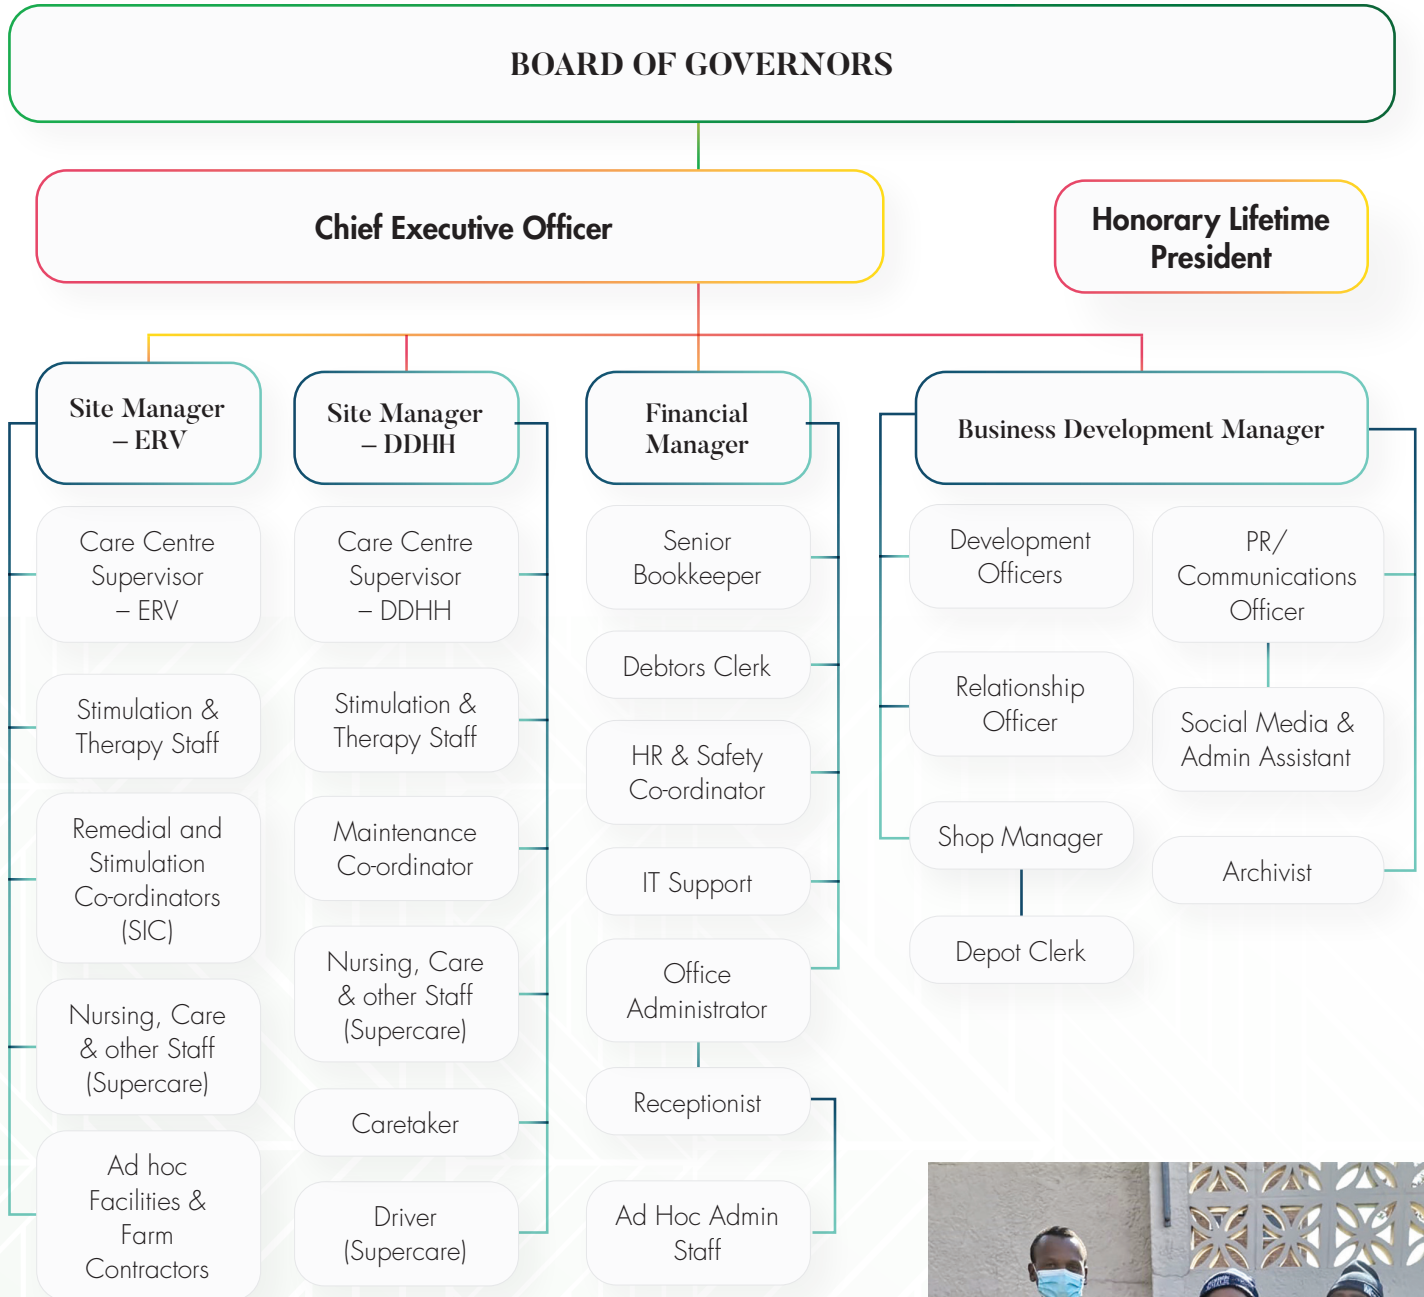 BOARD OF GOVERNORS
Chief Executive Officer
Honorary Lifetime
President
Site Manager
– ERV
Care Centre
Supervisor
– ERV
Stimulation &
Therapy Staff
Remedial and
Stimulation
Co-ordinators
(SIC)
Nursing, Care
& other Staff
(Supercare)
Ad hoc
Facilities &
Farm
Contractors
Site Manager
– DDHH
Care Centre
Supervisor
– DDHH
Stimulation &
Therapy Staff
Maintenance
Co-ordinator
Nursing, Care
& other Staff
(Supercare)
Caretaker
Driver
(Supercare)
Financial
Manager
Senior
Bookkeeper
Debtors Clerk
HR & Safety
Co-ordinator
IT Support
Office
Administrator
Receptionist
Ad Hoc Admin
Staff
Business Development Manager
Development
Officers
Relationship
Officer
Shop Manager
Depot Clerk
PR/
Communications
Officer
Social Media &
Admin Assistant
Archivist